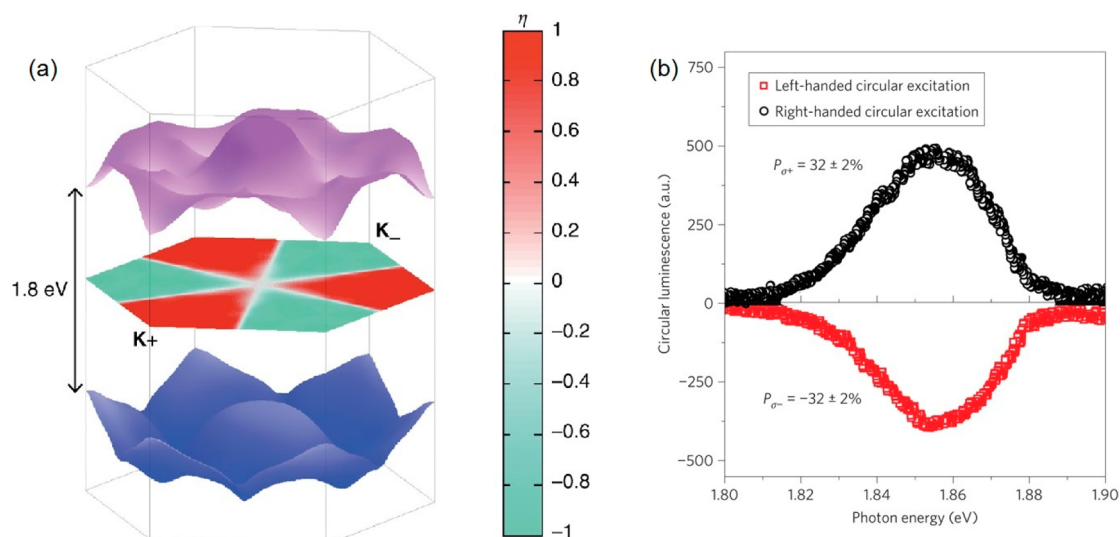 (a)
1.8 eV
K_
K+
η
1
0.8
0.6
0.4
0.2
0
−0.2
−0.4
−0.6
−0.8
−1
(b)
Left-handed circular excitation
Right-handed circular excitation
Pσ+ = 32 ± 2%
Pσ− = −32 ± 2%
Circular luminescence (a.u.)
750
500
250
0
−250
−500
1.80 1.82 1.84 1.86 1.88 1.90
Photon energy (eV)